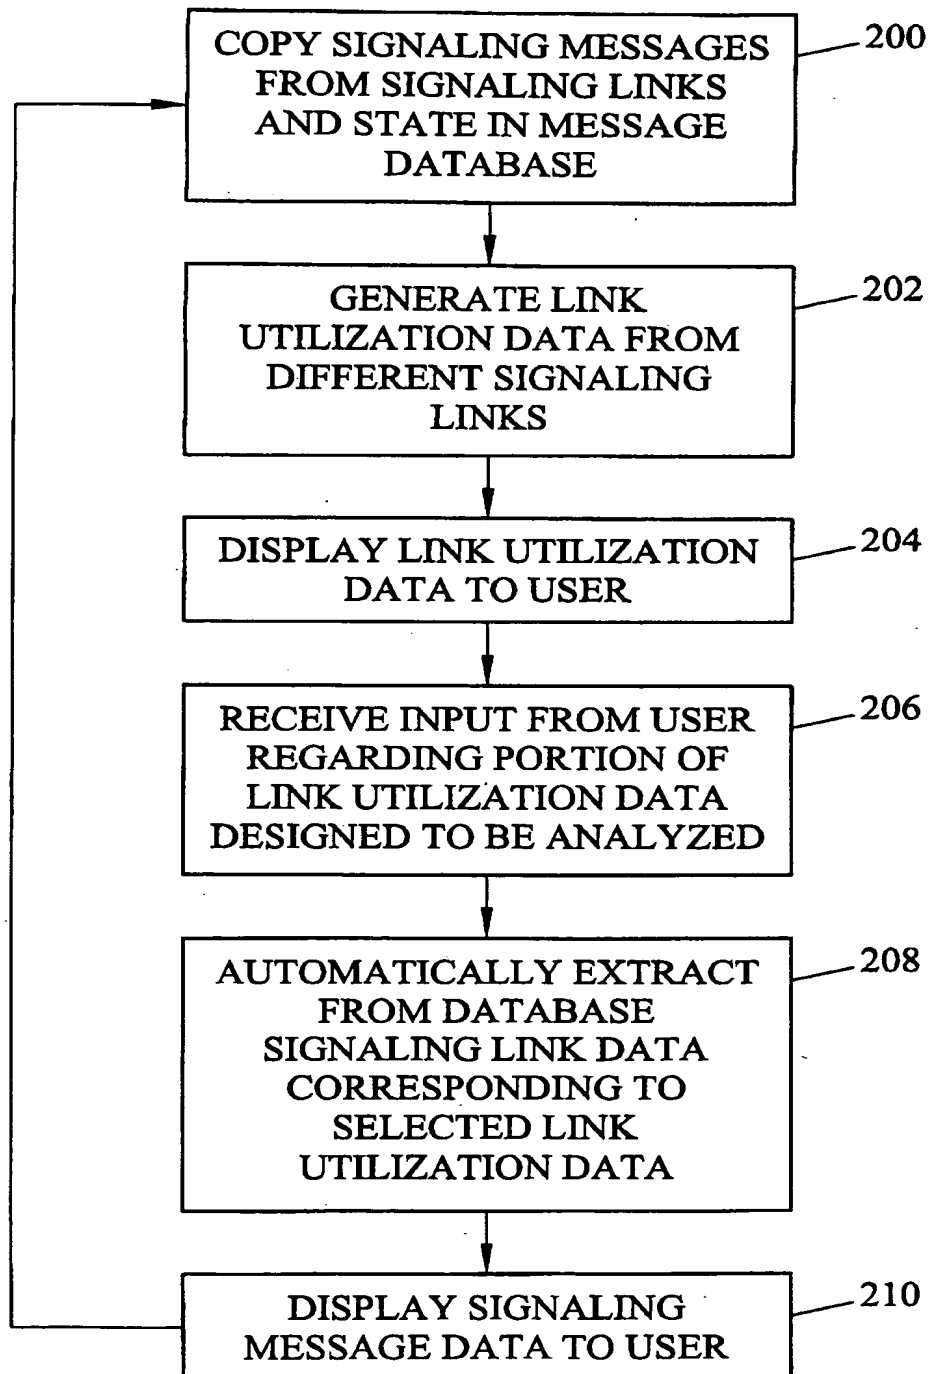 COPY SIGNALING MESSAGES
FROM SIGNALING LINKS
AND STATE IN MESSAGE
DATABASE
200
GENERATE LINK
UTILIZATION DATA FROM
DIFFERENT SIGNALING
LINKS
202
DISPLAY LINK UTILIZATION
DATA TO USER
204
RECEIVE INPUT FROM USER
REGARDING PORTION OF
LINK UTILIZATION DATA
DESIGNED TO BE ANALYZED
206
AUTOMATICALLY EXTRACT
FROM DATABASE
SIGNALING LINK DATA
CORRESPONDING TO
SELECTED LINK
UTILIZATION DATA
208
DISPLAY SIGNALING
MESSAGE DATA TO USER
210